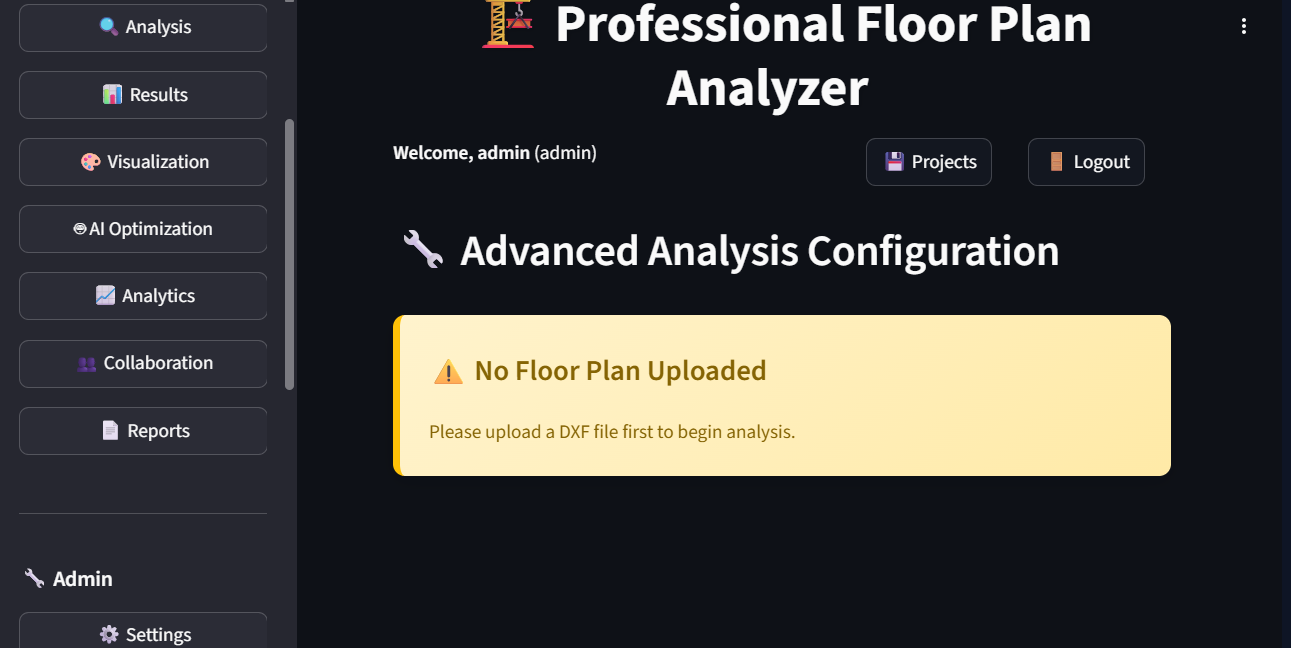 Analysis
Results
Visualization
AI Optimization
Analytics
Collaboration
Reports
Admin
Settings
Professional Floor Plan
Analyzer
Welcome, admin (admin)
Projects
Logout
Advanced Analysis Configuration
No Floor Plan Uploaded
Please upload a DXF file first to begin analysis.